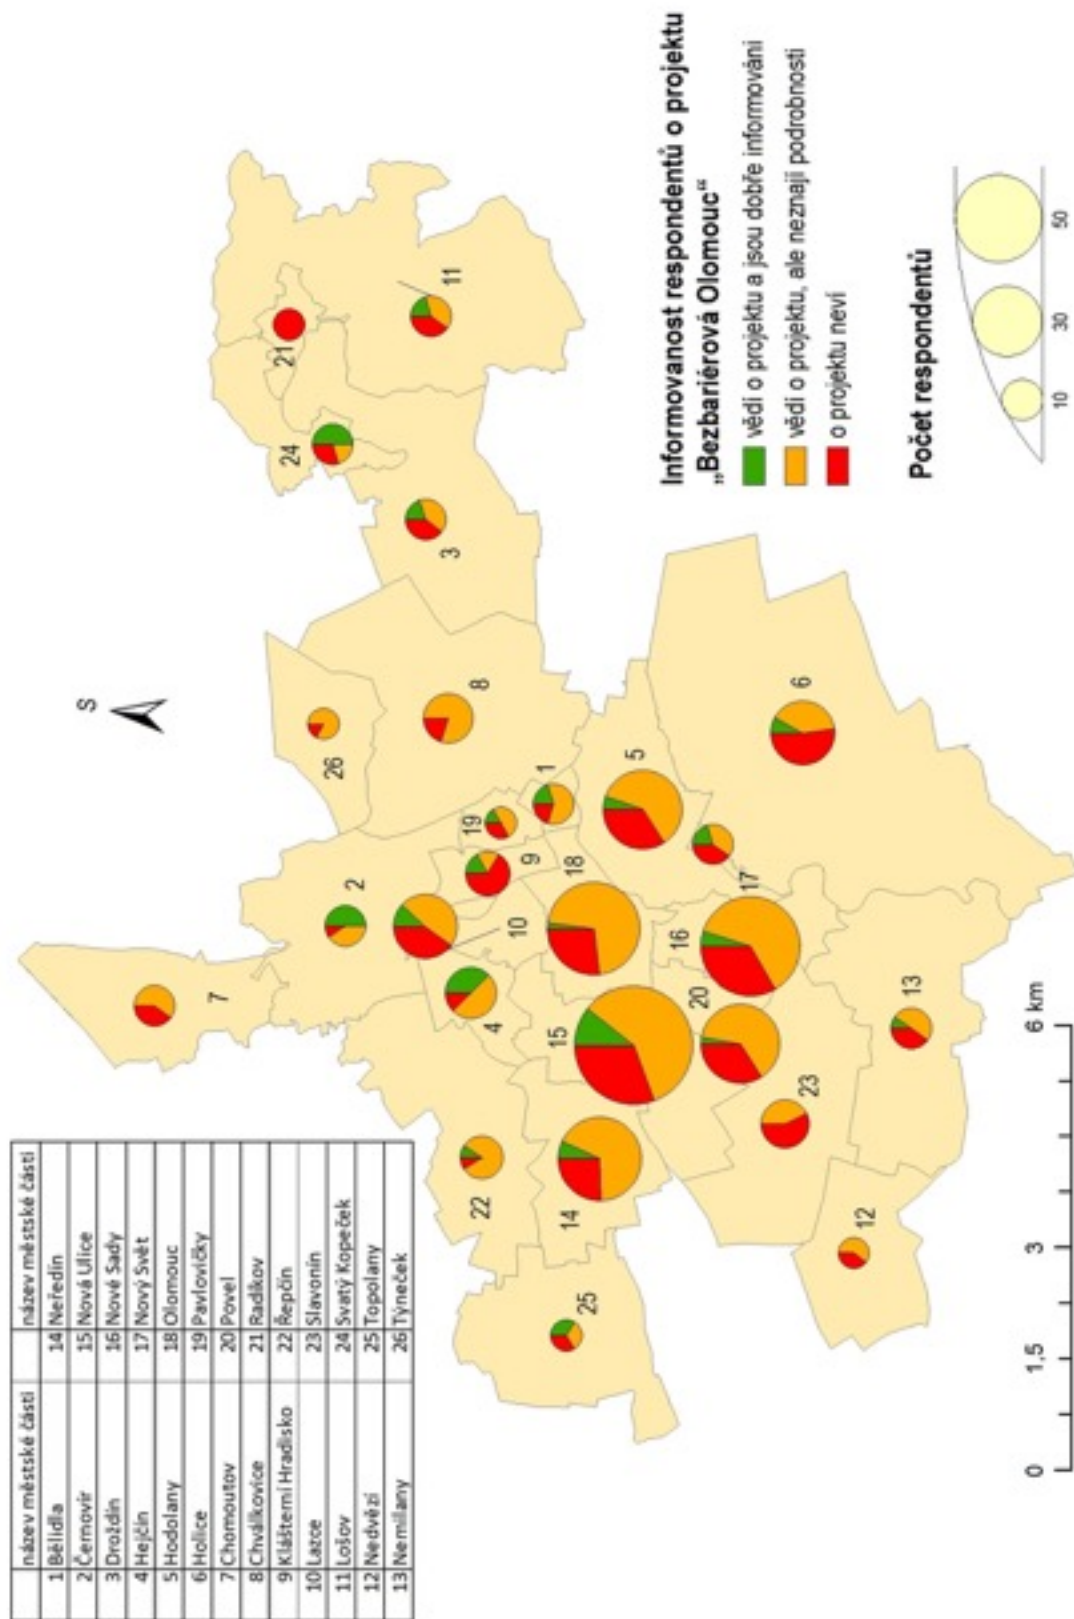 název městské části název městské části
1 Bělidla 14 Neředín
2 Černovír 15 Nová Ulice
3 Droždín 16 Nové Sady
4 Hejčín 17 Nový Svět
5 Hodolany 18 Olomouc
6 Holice 19 Pavlovičky
7 Chomoutov 20 Povel
8 Chválkovice 21 Radíkov
9 Klášterní Hradisko 22 Řepčín
10 Lazce 23 Slavonín
11 Lošov 24 Svatý Kopeček
12 Nedvězí 25 Topolany
13 Nemilany 26 Týneček
S
7
26
21
24
2
8
11
3
19
9
1
22
4
10
18
5
25
14
15
20
16
17
6
23
12
13
Informovanost respondentů o projektu
„Bezbariérová Olomouc“
vědí o projektu a jsou dobře informováni
vědí o projektu, ale neznají podrobnosti
o projektu neví
Počet respondentů
10 30 50
0 1,5 3 6 km